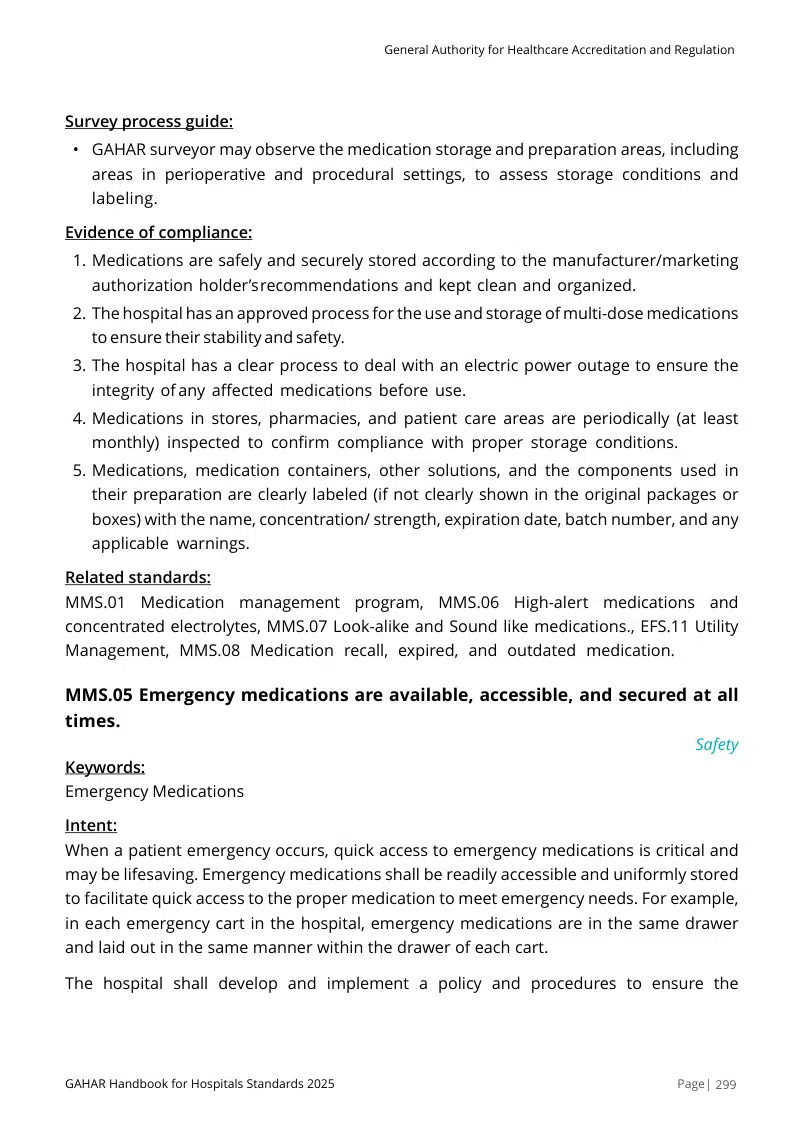 General Authority for Healthcare Accreditation and Regulation
Survey process guide:
• GAHAR surveyor may observe the medication storage and preparation areas, including
areas in perioperative and procedural settings, to assess storage conditions and
labeling.
Evidence of compliance:
1. Medications are safely and securely stored according to the manufacturer/marketing
authorization holder's recommendations and kept clean and organized.
2. The hospital has an approved process for the use and storage of multi-dose medications
to ensure their stability and safety.
3. The hospital has a clear process to deal with an electric power outage to ensure the
integrity of any affected medications before use.
4. Medications in stores, pharmacies, and patient care areas are periodically (at least
monthly) inspected to confirm compliance with proper storage conditions.
5. Medications, medication containers, other solutions, and the components used in
their preparation are clearly labeled (if not clearly shown in the original packages or
boxes) with the name, concentration/ strength, expiration date, batch number, and any
applicable warnings.
Related standards:
MMS.01 Medication management program, MMS.06 High-alert medications and
concentrated electrolytes, MMS.07 Look-alike and Sound like medications., EFS.11 Utility
Management, MMS.08 Medication recall, expired, and outdated medication.
MMS.05 Emergency medications are available, accessible, and secured at all
times.
Safety
Keywords:
Emergency Medications
Intent:
When a patient emergency occurs, quick access to emergency medications is critical and
may be lifesaving. Emergency medications shall be readily accessible and uniformly stored
to facilitate quick access to the proper medication to meet emergency needs. For example,
in each emergency cart in the hospital, emergency medications are in the same drawer
and laid out in the same manner within the drawer of each cart.
The hospital shall develop and implement a policy and procedures to ensure the
GAHAR Handbook for Hospitals Standards 2025
Page| 299